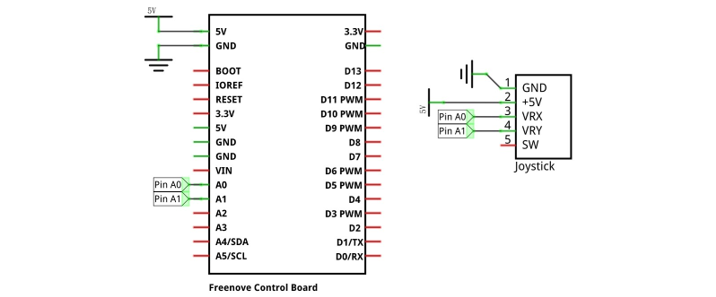 5V
5V 3.3V
GND GND
BOOT D13
IOREF D12
RESET D11 PWM
3.3V D10 PWM
5V D9 PWM
GND D8
GND D7
VIN D6 PWM
Pin A0 A0 D5 PWM
Pin A1 A1 D4
A2 D3 PWM
A3 D2
A4/SDA D1/TX
A5/SCL D0/RX
Freenove Control Board
5V
1 GND
2 +5V
Pin A0 3 VRX
Pin A1 4 VRY
5 SW
Joystick